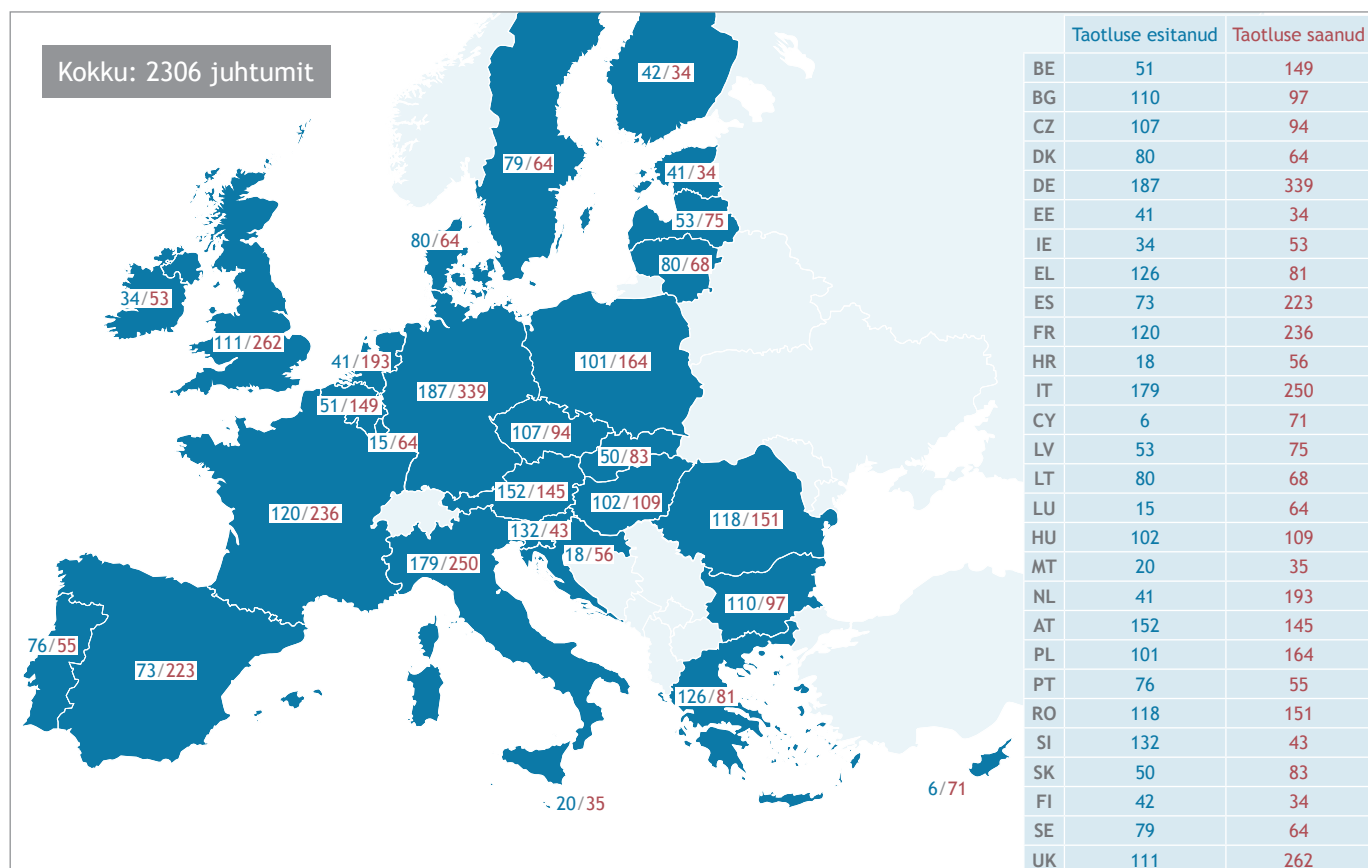 Kokku: 2306 juhtumit
42/34
79/64
41/34
53/75
80/64
80/68
34/53
111/262
41/193
101/164
187/339
51/149
107/94
15/64
50/83
152/145
102/109
120/236
118/151
132/43
18/56
179/250
110/97
76/55
73/223
126/81
6/71
20/35
Taotluse esitanud Taotluse saanud
BE 51 149
BG 110 97
CZ 107 94
DK 80 64
DE 187 339
EE 41 34
IE 34 53
EL 126 81
ES 73 223
FR 120 236
HR 18 56
IT 179 250
CY 6 71
LV 53 75
LT 80 68
LU 15 64
HU 102 109
MT 20 35
NL 41 193
AT 152 145
PL 101 164
PT 76 55
RO 118 151
SI 132 43
SK 50 83
FI 42 34
SE 79 64
UK 111 262